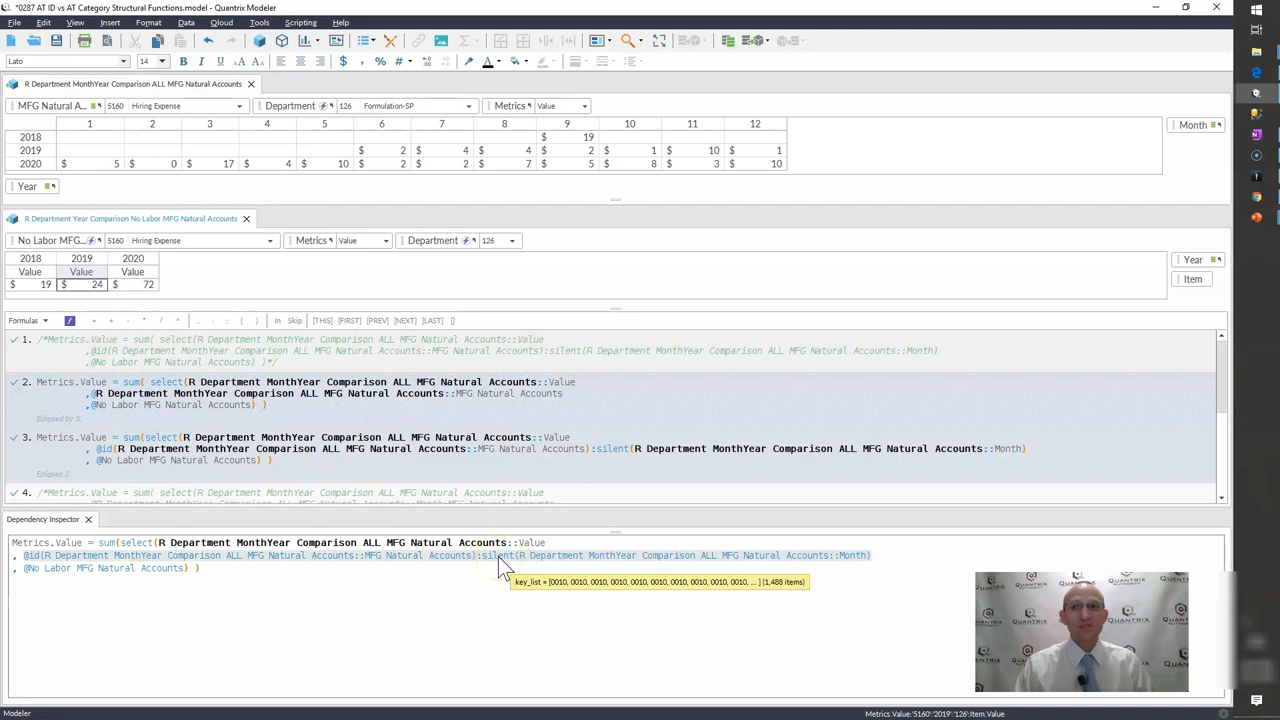 *0287 AT ID vs AT Category Structural Functions.model - Quantrix Modeler
File Edit View Insert Format Data Qloud Tools Scripting Help
Lato 14 B I U A A $ % #
R Department MonthYear Comparison ALL MFG Natural Accounts
MFG Natural A... 5160 Hiring Expense Department 126 Formulation-SP Metrics Value
1 2 3 4 5 6 7 8 9 10 11 12 Month
2018 $ 19
2019 $ 2 $ 4 $ 4 $ 2 $ 1 $ 10 $ 1
2020 $ 5 $ 0 $ 17 $ 4 $ 10 $ 2 $ 2 $ 7 $ 5 $ 8 $ 3 $ 10
Year
R Department Year Comparison No Labor MFG Natural Accounts
No Labor MFG... 5160 Hiring Expense Metrics Value Department 126
2018 2019 2020 Year
Value Value Value Item
$ 19 $ 24 $ 72
Formulas f = + - * / ^ .. : :: ( ) In Skip [THIS] [FIRST] [PREV] [NEXT] [LAST] []
1. /*Metrics.Value = sum( select(R Department MonthYear Comparison ALL MFG Natural Accounts::Value
,@id(R Department MonthYear Comparison ALL MFG Natural Accounts::MFG Natural Accounts):silent(R Department MonthYear Comparison ALL MFG Natural Accounts::Month)
,@No Labor MFG Natural Accounts) )*/
2. Metrics.Value = sum( select(R Department MonthYear Comparison ALL MFG Natural Accounts::Value
,@R Department MonthYear Comparison ALL MFG Natural Accounts::MFG Natural Accounts
,@No Labor MFG Natural Accounts) )
Eclipsed by 3.
3. Metrics.Value = sum(select(R Department MonthYear Comparison ALL MFG Natural Accounts::Value
, @id(R Department MonthYear Comparison ALL MFG Natural Accounts::MFG Natural Accounts):silent(R Department MonthYear Comparison ALL MFG Natural Accounts::Month)
, @No Labor MFG Natural Accounts) )
Eclipses 2.
4. /*Metrics.Value = sum( select(R Department MonthYear Comparison ALL MFG Natural Accounts::Value
Dependency Inspector
Metrics.Value = sum(select(R Department MonthYear Comparison ALL MFG Natural Accounts::Value
, @id(R Department MonthYear Comparison ALL MFG Natural Accounts::MFG Natural Accounts):silent(R Department MonthYear Comparison ALL MFG Natural Accounts::Month)
, @No Labor MFG Natural Accounts) )
key_list = [0010, 0010, 0010, 0010, 0010, 0010, 0010, 0010, 0010, 0010, ... ] (1,488 items)
QUANTRIX
Modeler
Metrics.Value:'5160':'2019':'126':Item.Value